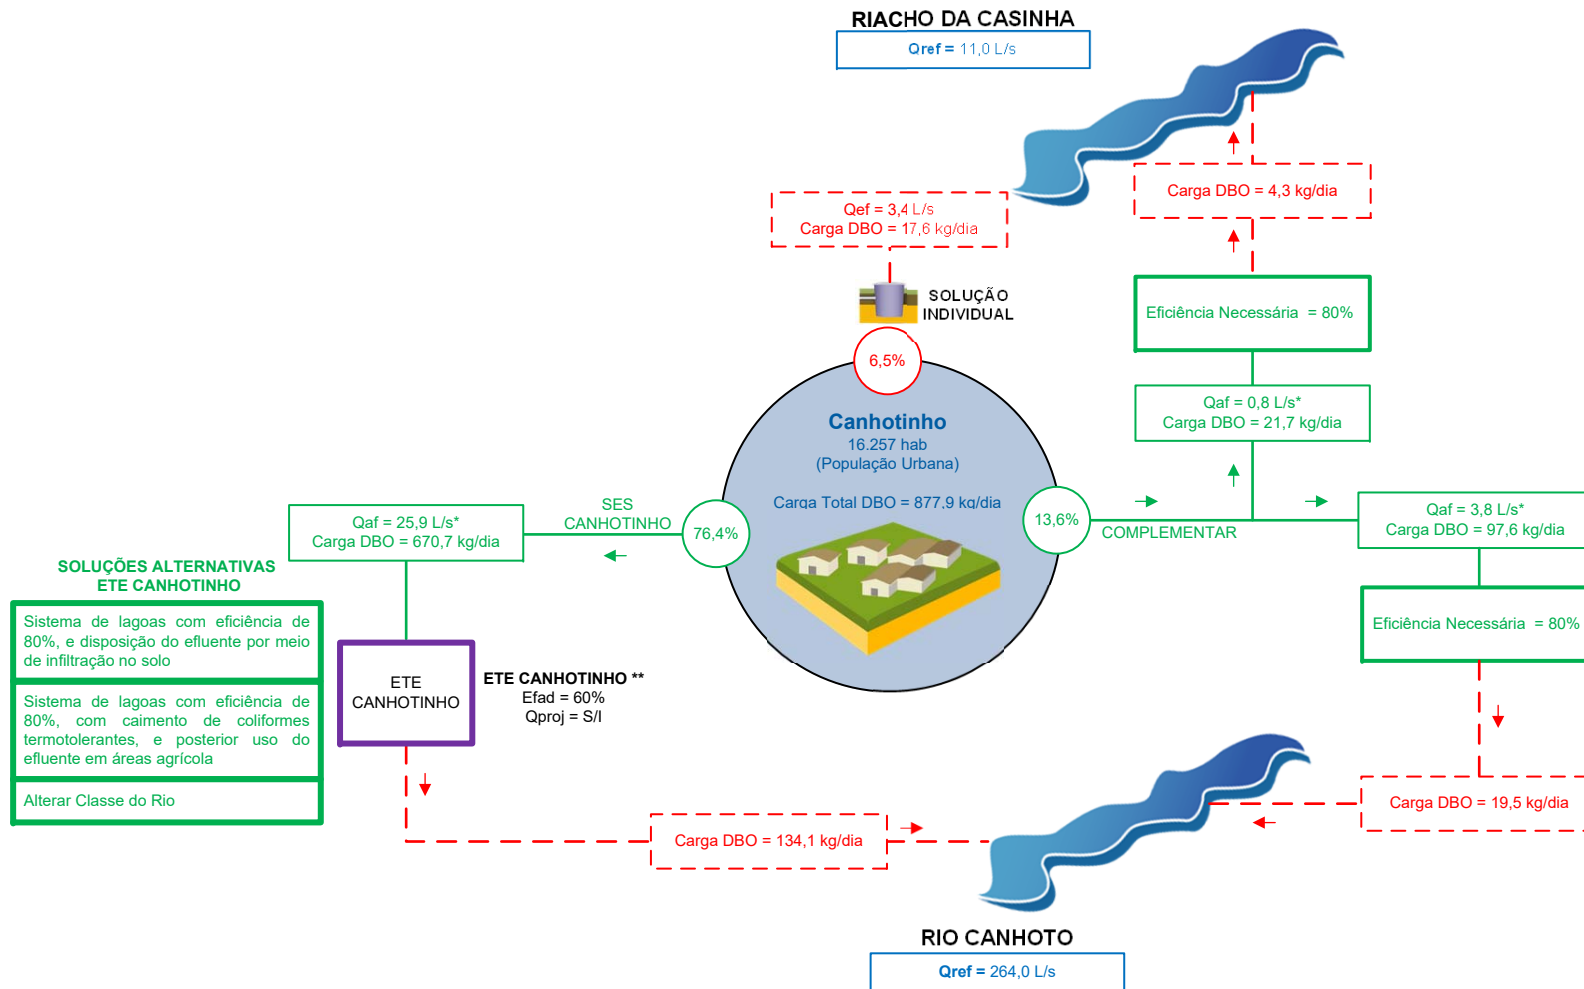 RIACHO DA CASINHA
Qref = 11,0 L/s
Carga DBO = 4,3 kg/dia
Qef = 3,4 L/s
Carga DBO = 17,6 kg/dia
SOLUÇÃO
INDIVIDUAL
Eficiência Necessária = 80%
6,5%
Qaf = 0,8 L/s*
Carga DBO = 21,7 kg/dia
Canhotinho
16.257 hab
(População Urbana)
Carga Total DBO = 877,9 kg/dia
SES
CANHOTINHO
76,4%
13,6%
COMPLEMENTAR
Qaf = 25,9 L/s*
Carga DBO = 670,7 kg/dia
Qaf = 3,8 L/s*
Carga DBO = 97,6 kg/dia
SOLUÇÕES ALTERNATIVAS
ETE CANHOTINHO
Sistema de lagoas com eficiência de
80%, e disposição do efluente por meio
de infiltração no solo
Sistema de lagoas com eficiência de
80%, com caimento de coliformes
termotolerantes, e posterior uso do
efluente em áreas agrícola
Alterar Classe do Rio
ETE
CANHOTINHO
ETE CANHOTINHO **
Efad = 60%
Qproj = S/I
Eficiência Necessária = 80%
Carga DBO = 134,1 kg/dia
Carga DBO = 19,5 kg/dia
RIO CANHOTO
Qref = 264,0 L/s